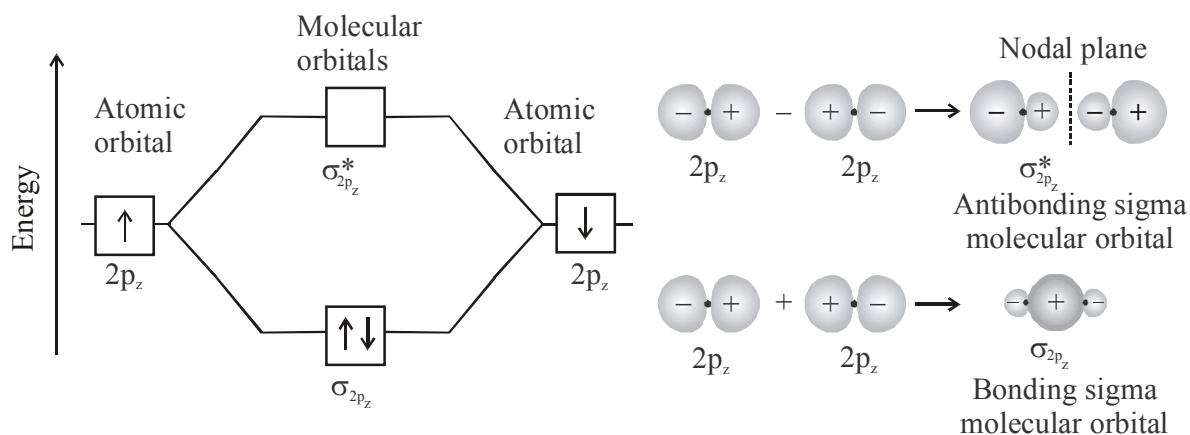 Energy
Molecular
orbitals
Atomic
orbital
Atomic
orbital
σ*2pz
↑
2pz
↓
2pz
↑↓
σ2pz
Nodal plane
− + − + − → − + − +
2pz 2pz σ*2pz
Antibonding sigma
molecular orbital
− + + + − → − + −
2pz 2pz σ2pz
Bonding sigma
molecular orbital